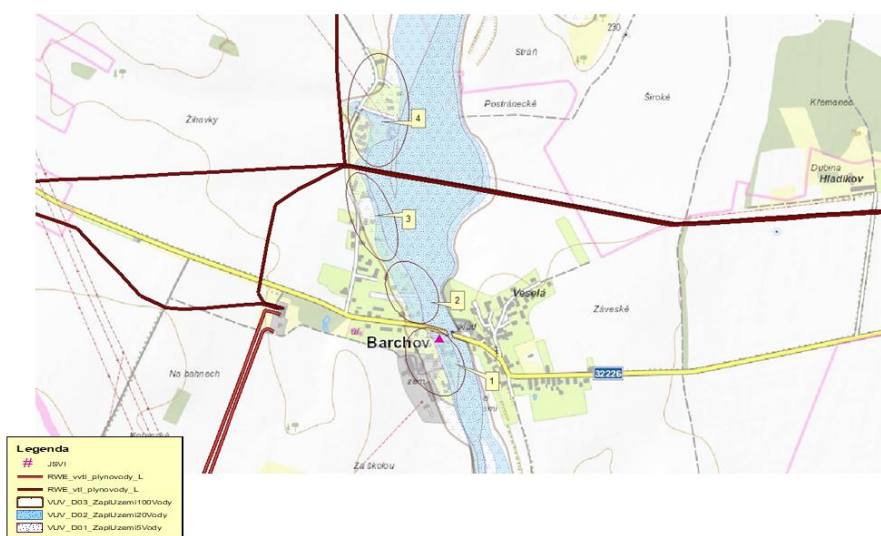 230
Stráň
Široké
Postránecké
Křemenec
Žihavky
4
Dubina
Hladíkov
3
2
Veselá
Záveské
Barchov
1
32226
Na bahnech
Za školou
Legenda
# JSVI
RWE_vvtl_plynovody_L
RWE_vtl_plynovody_L
VUV_D03_ZaplUzemi100Vody
VUV_D02_ZaplUzemi20Vody
VUV_D01_ZaplUzemi5Vody